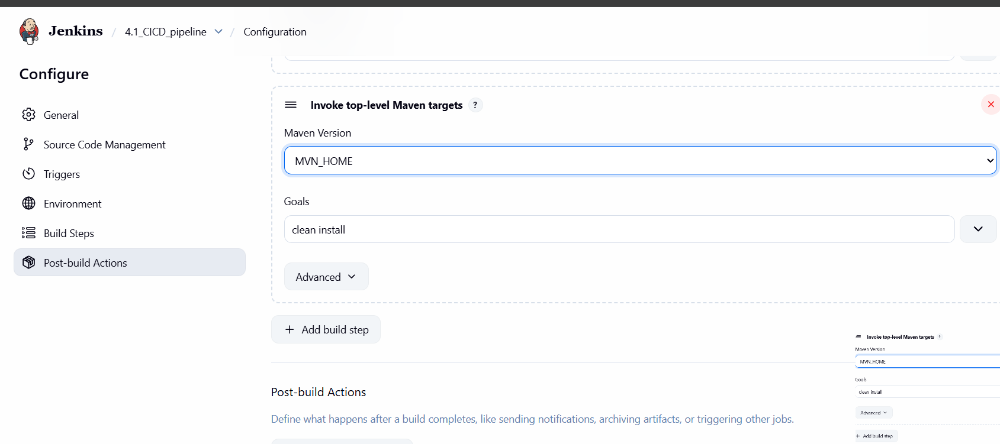 Jenkins / 4.1_CICD_pipeline / Configuration
Configure
General
Source Code Management
Triggers
Environment
Build Steps
Post-build Actions
Invoke top-level Maven targets ?
Maven Version
MVN_HOME
Goals
clean install
Advanced
+ Add build step
Post-build Actions
Define what happens after a build completes, like sending notifications, archiving artifacts, or triggering other jobs.
Invoke top-level Maven targets ?
Maven Version
MVN_HOME
Goals
clean install
Advanced
+ Add build step